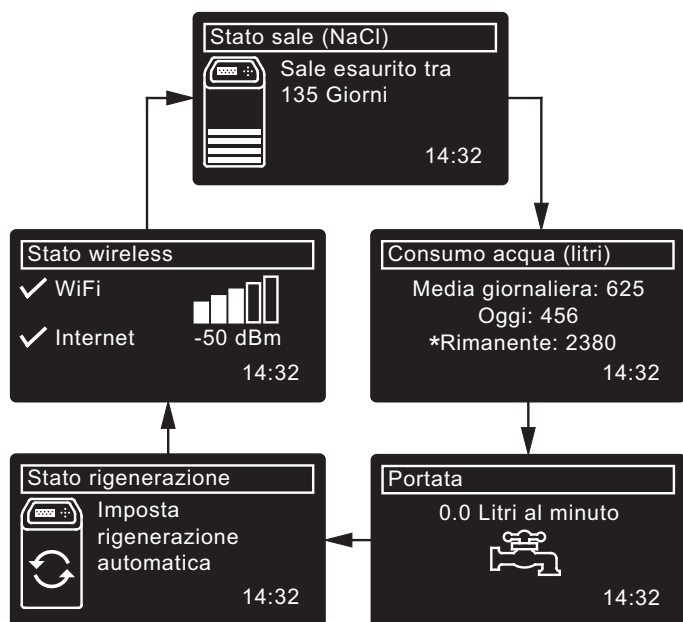 Stato sale (NaCl)
Sale esaurito tra
135 Giorni
14:32
Consumo acqua (litri)
Media giornaliera: 625
Oggi: 456
*Rimanente: 2380
14:32
Portata
0.0 Litri al minuto
14:32
Stato rigenerazione
Imposta
rigenerazione
automatica
14:32
Stato wireless
WiFi
Internet
-50 dBm
14:32